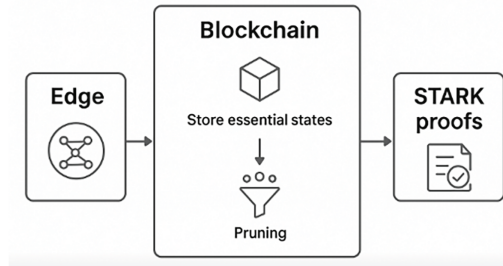 Edge
Blockchain
Store essential states
Pruning
STARK
proofs